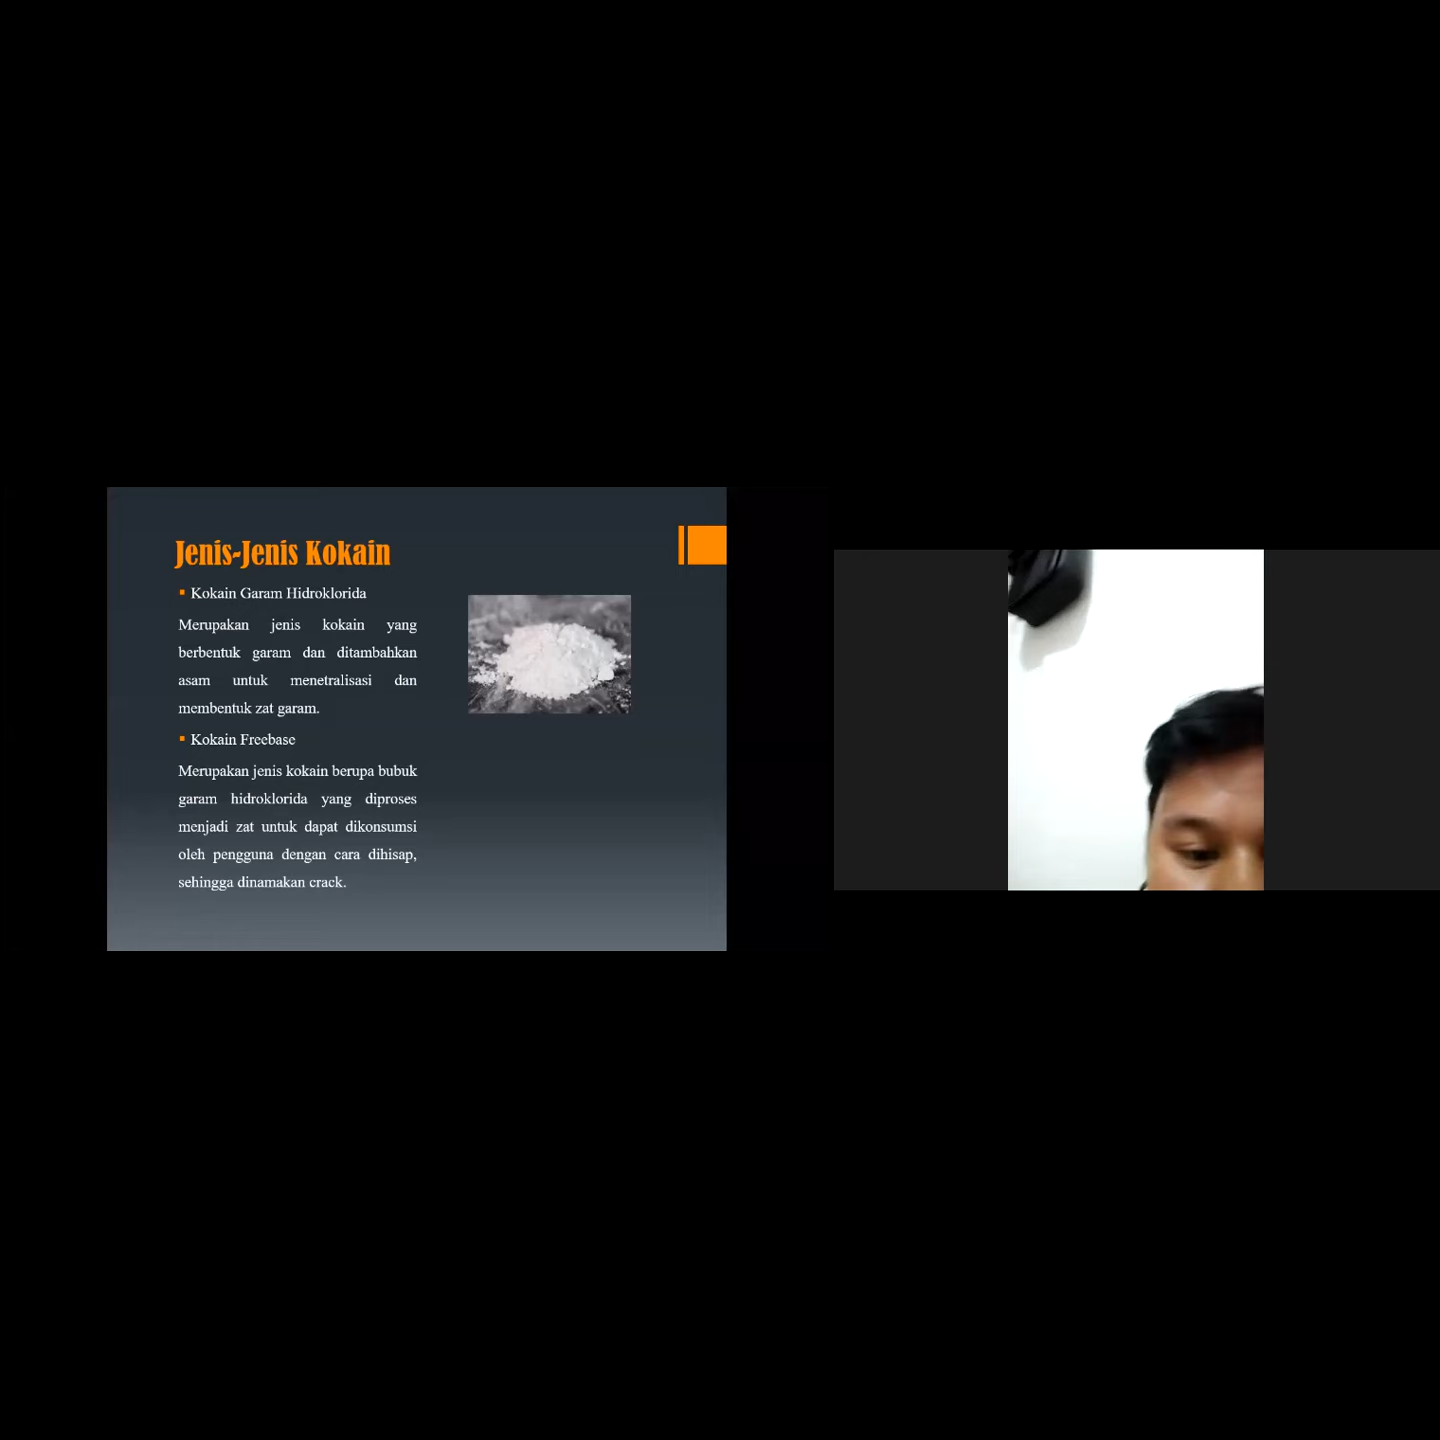 Jenis-Jenis Kokain
Kokain Garam Hidroklorida
Merupakan jenis kokain yang
berbentuk garam dan ditambahkan
asam untuk menetralisasi dan
membentuk zat garam.
Kokain Freebase
Merupakan jenis kokain berupa bubuk
garam hidroklorida yang diproses
menjadi zat untuk dapat dikonsumsi
oleh pengguna dengan cara dihisap,
sehingga dinamakan crack.